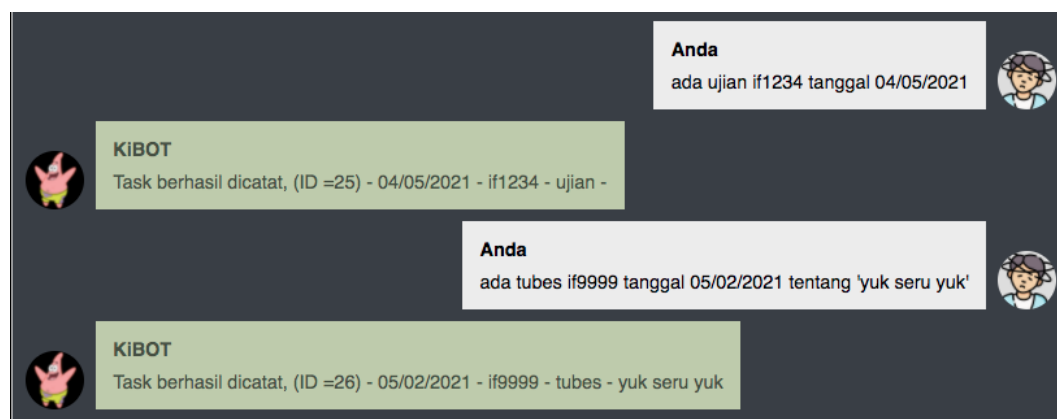 Anda
ada ujian if1234 tanggal 04/05/2021
KiBOT
Task berhasil dicatat, (ID =25) - 04/05/2021 - if1234 - ujian -
Anda
ada tubes if9999 tanggal 05/02/2021 tentang 'yuk seru yuk'
KiBOT
Task berhasil dicatat, (ID =26) - 05/02/2021 - if9999 - tubes - yuk seru yuk